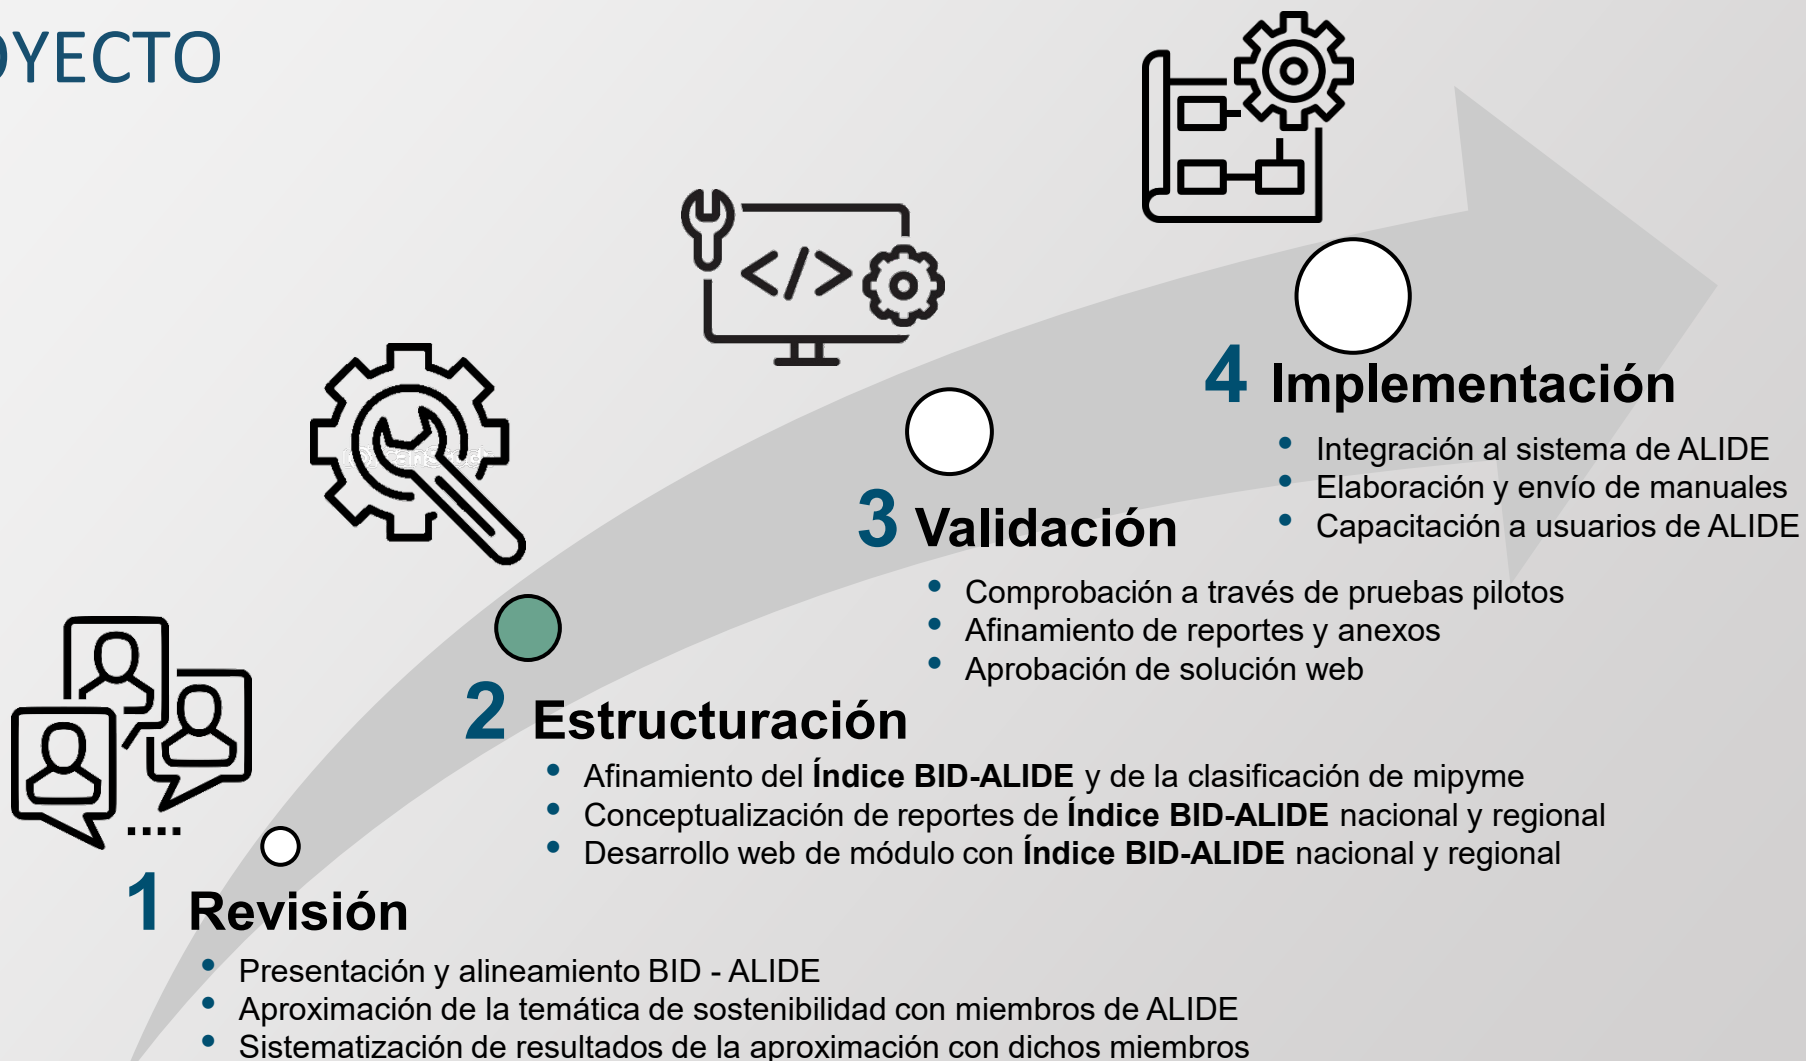 OYECTO
</>
4 Implementación
• Integración al sistema de ALIDE
• Elaboración y envío de manuales
• Capacitación a usuarios de ALIDE
3 Validación
• Comprobación a través de pruebas pilotos
• Afinamiento de reportes y anexos
• Aprobación de solución web
2 Estructuración
• Afinamiento del Índice BID-ALIDE y de la clasificación de mipyme
• Conceptualización de reportes de Índice BID-ALIDE nacional y regional
• Desarrollo web de módulo con Índice BID-ALIDE nacional y regional
1 Revisión
• Presentación y alineamiento BID - ALIDE
• Aproximación de la temática de sostenibilidad con miembros de ALIDE
• Sistematización de resultados de la aproximación con dichos miembros